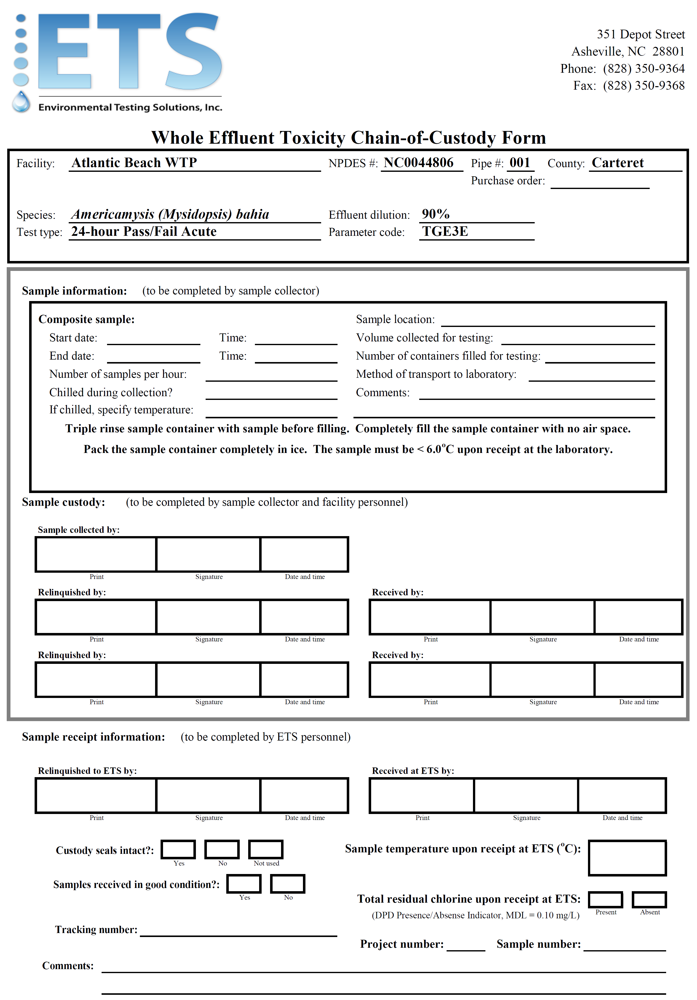 ETS
Environmental Testing Solutions, Inc.
351 Depot Street
Asheville, NC 28801
Phone: (828) 350-9364
Fax: (828) 350-9368
Whole Effluent Toxicity Chain-of-Custody Form
Facility: Atlantic Beach WTP NPDES #: NC0044806 Pipe #: 001 County: Carteret
Purchase order:
Species: Americamysis (Mysidopsis) bahia Effluent dilution: 90%
Test type: 24-hour Pass/Fail Acute Parameter code: TGE3E
Sample information: (to be completed by sample collector)
Composite sample: Sample location:
Start date: Time: Volume collected for testing:
End date: Time: Number of containers filled for testing:
Number of samples per hour: Method of transport to laboratory:
Chilled during collection? Comments:
If chilled, specify temperature:
Triple rinse sample container with sample before filling. Completely fill the sample container with no air space.
Pack the sample container completely in ice. The sample must be < 6.0°C upon receipt at the laboratory.
Sample custody: (to be completed by sample collector and facility personnel)
Sample collected by:
Print Signature Date and time
Relinquished by: Received by:
Print Signature Date and time Print Signature Date and time
Relinquished by: Received by:
Print Signature Date and time Print Signature Date and time
Sample receipt information: (to be completed by ETS personnel)
Relinquished to ETS by: Received at ETS by:
Print Signature Date and time Print Signature Date and time
Custody seals intact?: Sample temperature upon receipt at ETS (°C):
Yes No Not used
Samples received in good condition?:
Yes No
Total residual chlorine upon receipt at ETS:
Present Absent
(DPD Presence/Absense Indicator, MDL = 0.10 mg/L)
Tracking number:
Project number: Sample number:
Comments: